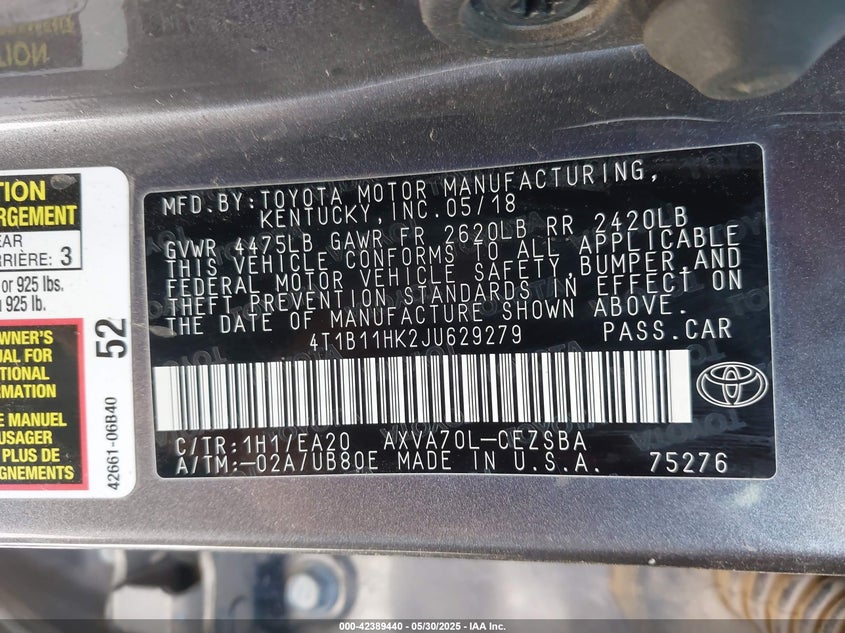 TION
MFD.BY:TOYOTA MOTOR MANUFACTURING,
KENTUCKY,INC.05/18
GVWR 4475LB GAWR FR 2620LB RR 2420LB
THIS VEHICLE CONFORMS TO ALL APPLICABLE
FEDERAL MOTOR VEHICLE SAFETY,BUMPER,AND
THEFT PREVENTION STANDARDS IN EFFECT ON
THE DATE OF MANUFACTURE SHOWN ABOVE.
4T1B11HK2JU629279 PASS.CAR
C/TR:1H1/EA20 AXVA70L-CEZSBA
A/TM:-02A/UB80E MADE IN U.S.A. 75276
TION
RGEMENT
EAR
RRIÈRE: 3
or 925 lbs.
u 925 lb.
52
OWNER'S
UAL FOR
ITIONAL
RMATION
E MANUEL
USAGER
PLUS
MATION
42661-06B40
000-42389440 - 05/30/2025 - IAA Inc.